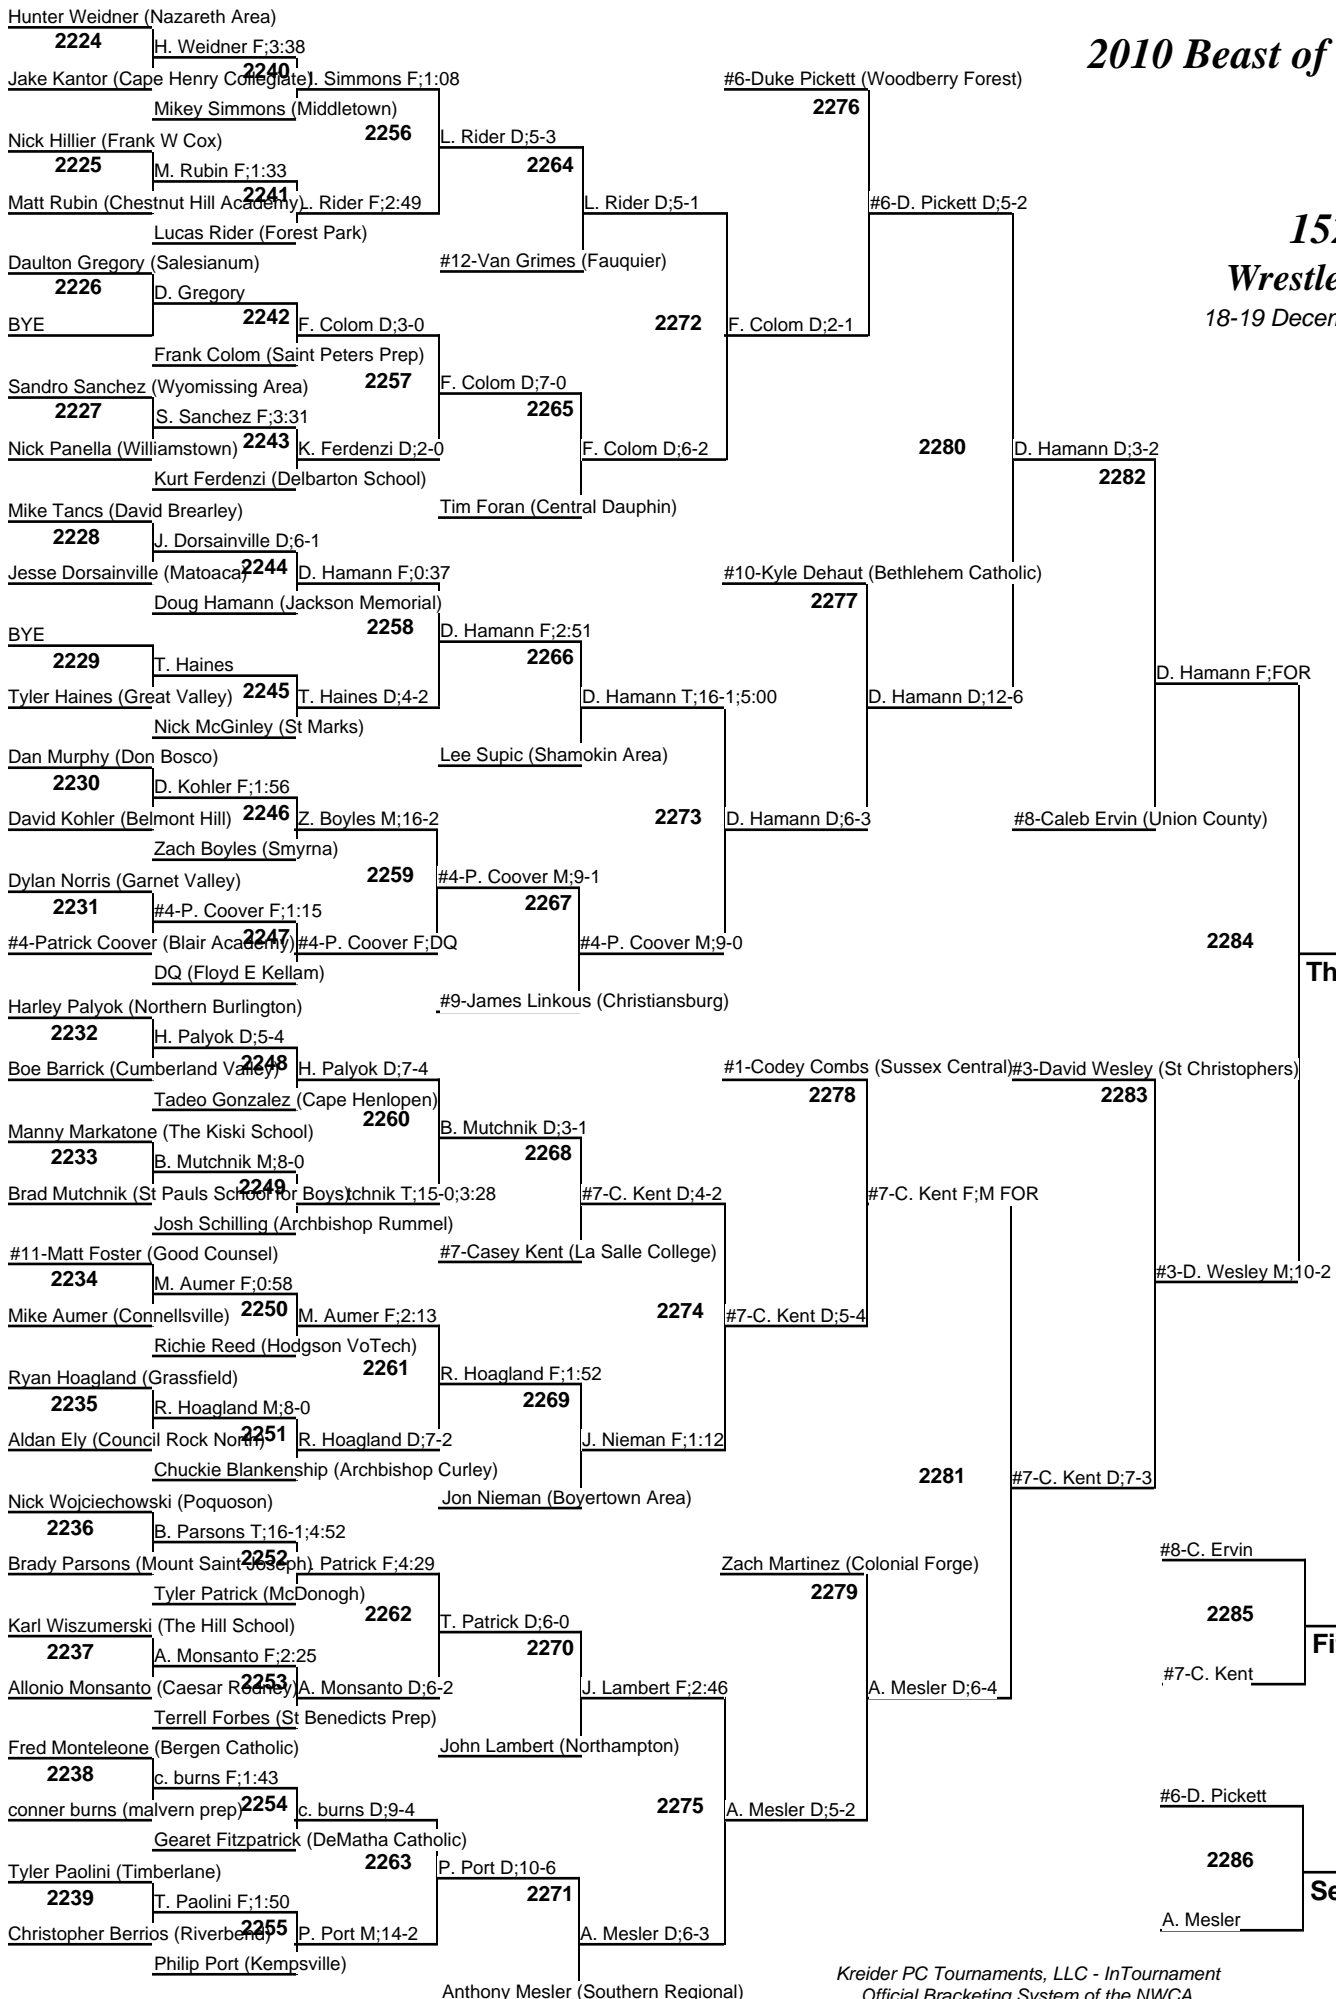 Hunter Weidner (Nazareth Area)
2224
H. Weidner F;3:38
2240
Jake Kantor (Cape Henry Collegiate)
. Simmons F;1:08
Mikey Simmons (Middletown)
2256
Nick Hillier (Frank W Cox)
L. Rider D;5-3
2225
M. Rubin F;1:33
2264
2241
Matt Rubin (Chestnut Hill Academy)
L. Rider F;2:49
L. Rider D;5-1
Lucas Rider (Forest Park)
Daulton Gregory (Salesianum)
#12-Van Grimes (Fauquier)
2226
D. Gregory
BYE
2242
F. Colom D;3-0
2272
F. Colom D;2-1
Frank Colom (Saint Peters Prep)
Sandro Sanchez (Wyomissing Area)
2257
F. Colom D;7-0
2227
S. Sanchez F;3:31
2265
Nick Panella (Williamstown)
2243
K. Ferdenzi D;2-0
F. Colom D;6-2
Kurt Ferdenzi (Delbarton School)
Mike Tancs (David Brearley)
Tim Foran (Central Dauphin)
2228
J. Dorsainville D;6-1
Jesse Dorsainville (Matoaca)
2244
D. Hamann F;0:37
Doug Hamann (Jackson Memorial)
BYE
2258
D. Hamann F;2:51
2229
T. Haines
2266
Tyler Haines (Great Valley)
2245
T. Haines D;4-2
D. Hamann T;16-1;5:00
Nick McGinley (St Marks)
Dan Murphy (Don Bosco)
Lee Supic (Shamokin Area)
2230
D. Kohler F;1:56
David Kohler (Belmont Hill)
2246
Z. Boyles M;16-2
2273
D. Hamann D;6-3
Zach Boyles (Smyrna)
Dylan Norris (Garnet Valley)
2259
#4-P. Coover M;9-1
2231
#4-P. Coover F;1:15
2267
#4-Patrick Coover (Blair Academy)
2247
#4-P. Coover F;DQ
#4-P. Coover M;9-0
DQ (Floyd E Kellam)
Harley Palyok (Northern Burlington)
#9-James Linkous (Christiansburg)
2232
H. Palyok D;5-4
Boe Barrick (Cumberland Valley)
2248
H. Palyok D;7-4
Tadeo Gonzalez (Cape Henlopen)
2260
Manny Markatone (The Kiski School)
B. Mutchnik D;3-1
2233
B. Mutchnik M;8-0
2268
Brad Mutchnik (St Pauls School for Boys)
2249
tchnik T;15-0;3:28
#7-C. Kent D;4-2
Josh Schilling (Archbishop Rummel)
#11-Matt Foster (Good Counsel)
#7-Casey Kent (La Salle College)
2234
M. Aumer F;0:58
Mike Aumer (Connellsville)
2250
M. Aumer F;2:13
2274
#7-C. Kent D;5-4
Richie Reed (Hodgson VoTech)
Ryan Hoagland (Grassfield)
2261
R. Hoagland F;1:52
2235
R. Hoagland M;8-0
2269
Aldan Ely (Council Rock North)
2251
R. Hoagland D;7-2
J. Nieman F;1:12
Chuckie Blankenship (Archbishop Curley)
Nick Wojciechowski (Poquoson)
Jon Nieman (Boyertown Area)
2236
B. Parsons T;16-1;4:52
Brady Parsons (Mount Saint Joseph)
2252
. Patrick F;4:29
Tyler Patrick (McDonogh)
2262
Karl Wiszumerski (The Hill School)
T. Patrick D;6-0
2237
A. Monsanto F;2:25
2270
Allonio Monsanto (Caesar Rodney)
2253
A. Monsanto D;6-2
J. Lambert F;2:46
Terrell Forbes (St Benedicts Prep)
Fred Monteleone (Bergen Catholic)
John Lambert (Northampton)
2238
c. burns F;1:43
conner burns (malvern prep)
2254
c. burns D;9-4
2275
A. Mesler D;5-2
Gearet Fitzpatrick (DeMatha Catholic)
Tyler Paolini (Timberlane)
2263
P. Port D;10-6
2239
T. Paolini F;1:50
2271
Christopher Berrios (Riverbend)
2255
P. Port M;14-2
A. Mesler D;6-3
Philip Port (Kempsville)
Anthony Mesler (Southern Regional)
#6-Duke Pickett (Woodberry Forest)
2276
#6-D. Pickett D;5-2
2280
D. Hamann D;3-2
2282
#10-Kyle Dehaut (Bethlehem Catholic)
2277
D. Hamann D;12-6
D. Hamann F;FOR
#8-Caleb Ervin (Union County)
2284
Th
#1-Codey Combs (Sussex Central)
#3-David Wesley (St Christophers)
2278
2283
#7-C. Kent F;M FOR
#3-D. Wesley M;10-2
2281
#7-C. Kent D;7-3
Zach Martinez (Colonial Forge)
2279
A. Mesler D;6-4
#8-C. Ervin
2285
Fi
#7-C. Kent
#6-D. Pickett
2286
Se
A. Mesler
2010 Beast of
15
Wrestle
18-19 Decem
Kreider PC Tournaments, LLC - InTournament
Official Bracketing System of the NWCA